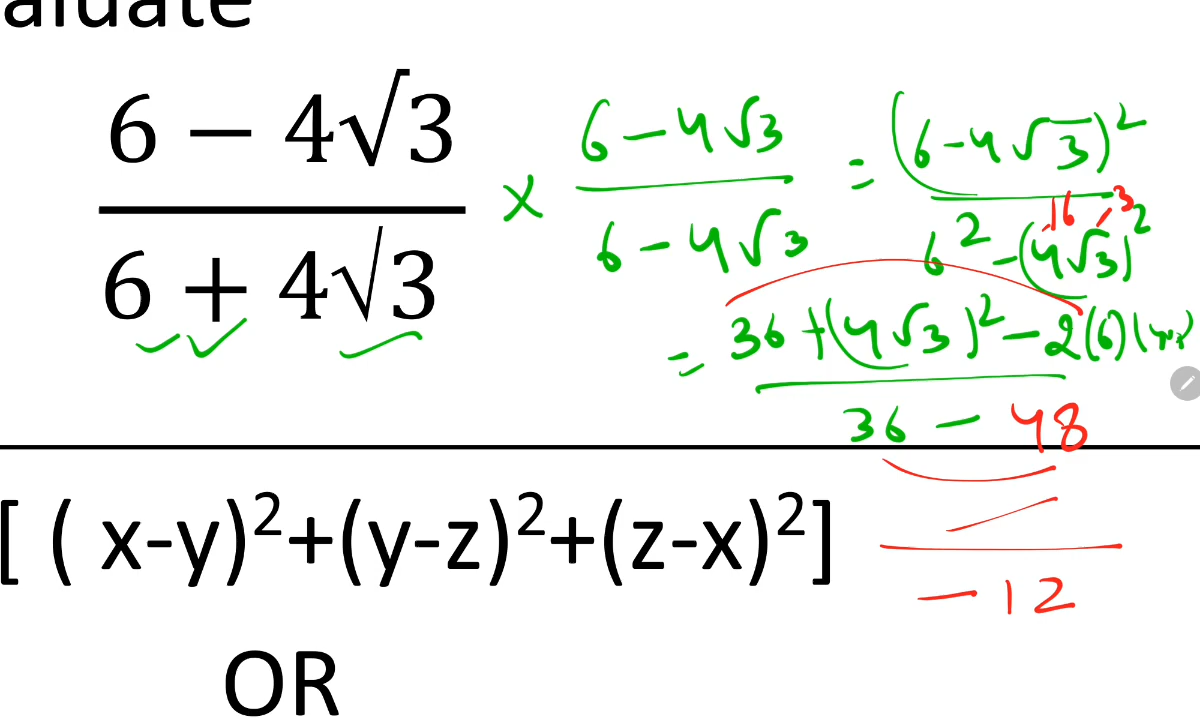 aluate
6 − 4√3 / 6 + 4√3 × 6-4√3 / 6-4√3 = (6-4√3)² / 6² - (4√3)²
16 · 3
= 36 + (4√3)² - 2(6)(4√3) / 36 - 48
-12
[ ( x-y)²+(y-z)²+(z-x)²]
OR